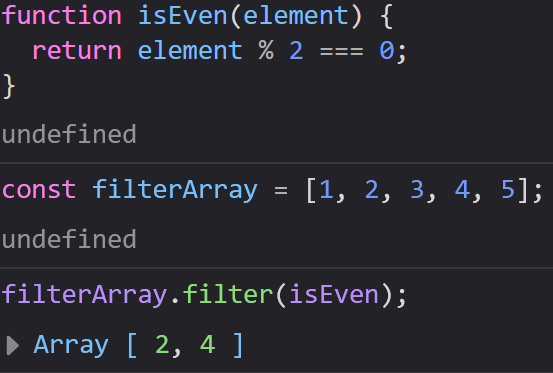 function isEven(element) {
  return element % 2 === 0;
}
undefined
const filterArray = [1, 2, 3, 4, 5];
undefined
filterArray.filter(isEven);
Array [ 2, 4 ]